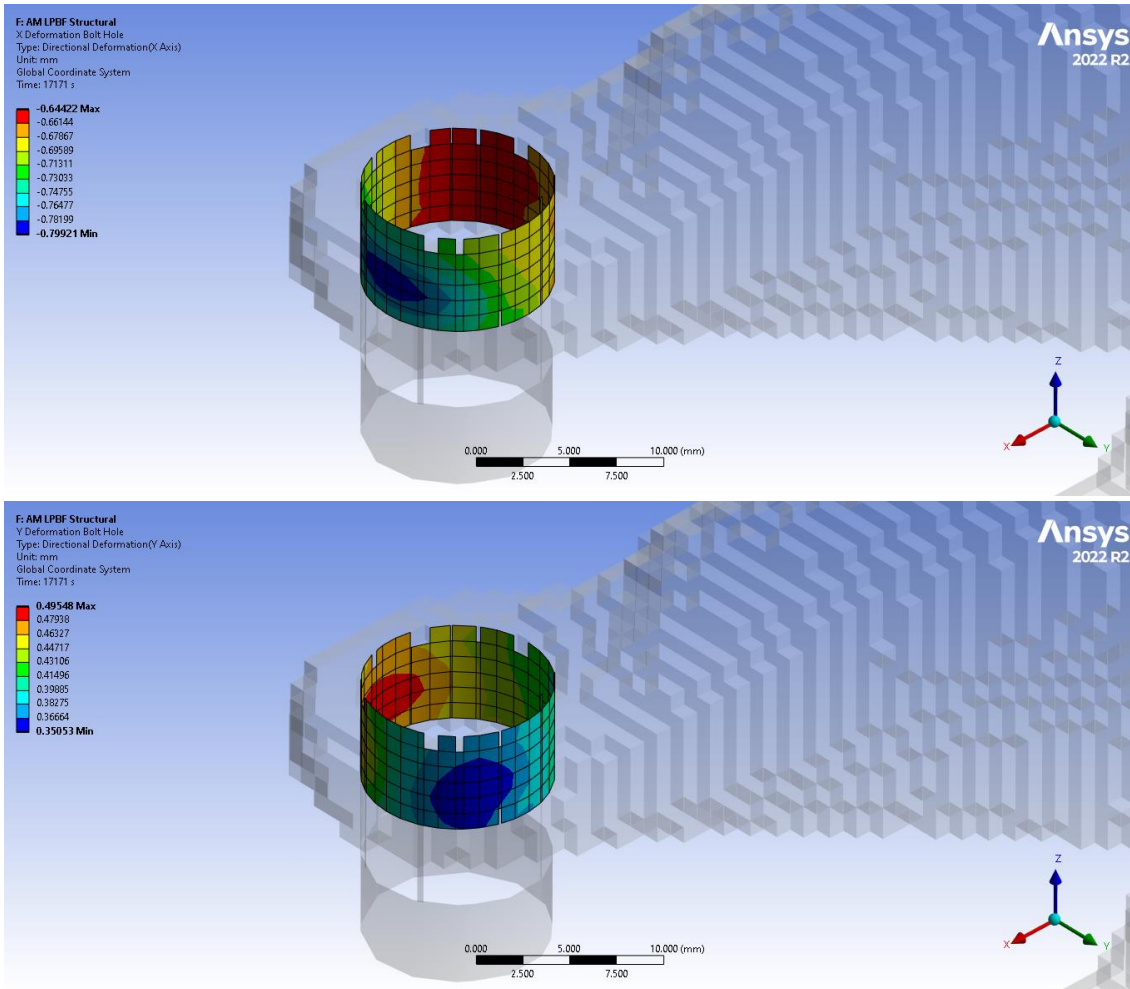 F: AM LPBF Structural
X Deformation Bolt Hole
Type: Directional Deformation(X Axis)
Unit: mm
Global Coordinate System
Time: 17171 s
-0.64422 Max
-0.66144
-0.67867
-0.69589
-0.71311
-0.73033
-0.74755
-0.76477
-0.78199
-0.79921 Min
Ansys
2022 R2
Z
X
Y
0.000 5.000 10.000 (mm)
2.500 7.500
F: AM LPBF Structural
Y Deformation Bolt Hole
Type: Directional Deformation(Y Axis)
Unit: mm
Global Coordinate System
Time: 17171 s
0.49548 Max
0.47938
0.46327
0.44717
0.43106
0.41496
0.39885
0.38275
0.36664
0.35053 Min
Ansys
2022 R2
Z
X
Y
0.000 5.000 10.000 (mm)
2.500 7.500